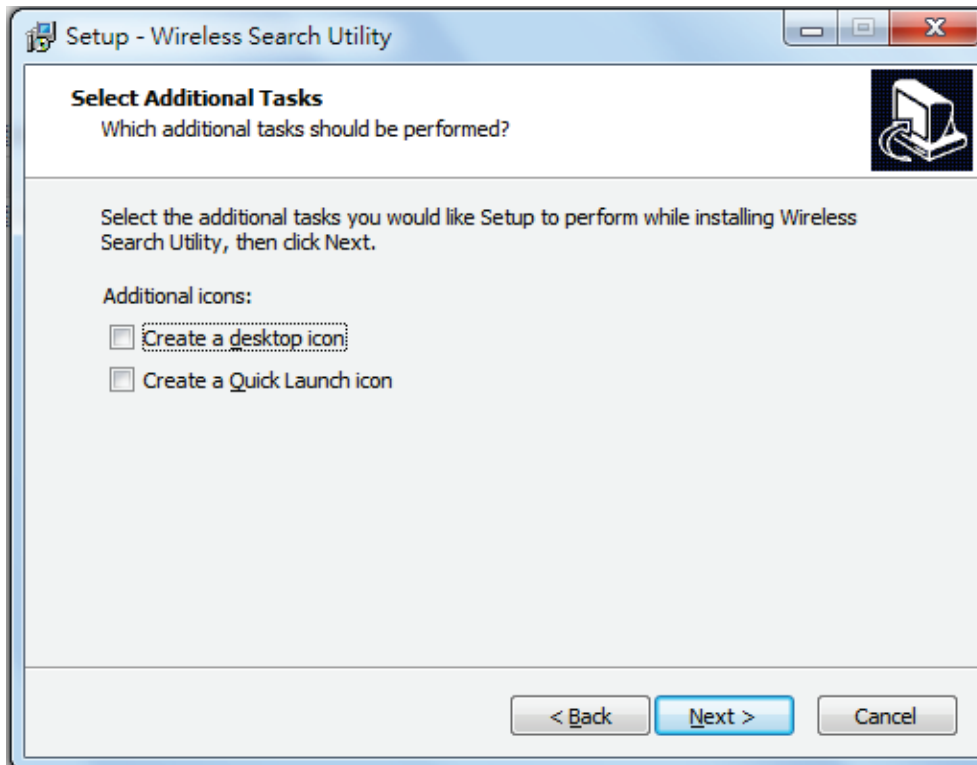 Setup - Wireless Search Utility
Select Additional Tasks
Which additional tasks should be performed?
Select the additional tasks you would like Setup to perform while installing Wireless
Search Utility, then click Next.
Additional icons:
Create a desktop icon
Create a Quick Launch icon
< Back
Next >
Cancel